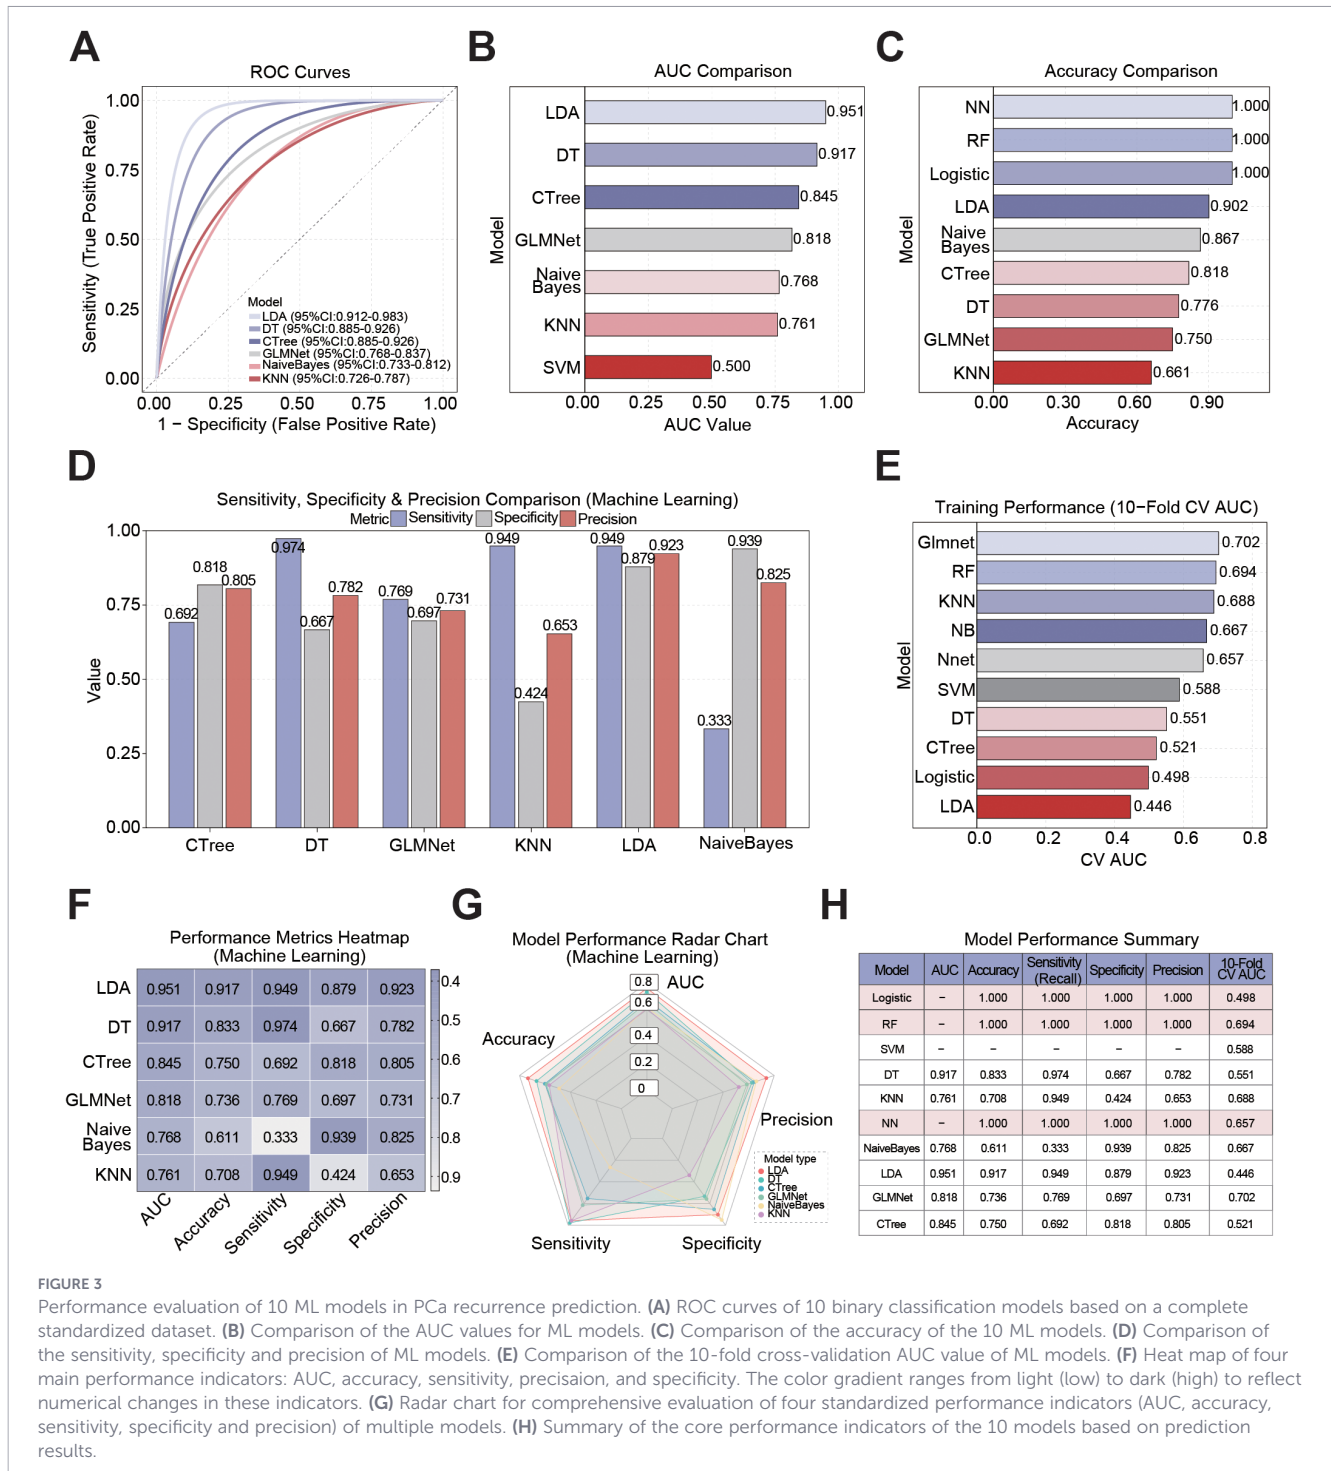 A
ROC Curves
Sensitivity (True Positive Rate)
1.00
0.75
0.50
0.25
0.00
Model
LDA (95%CI:0.912-0.983)
DT (95%CI:0.885-0.926)
CTree (95%CI:0.885-0.926)
GLMNet (95%CI:0.768-0.837)
NaiveBayes (95%CI:0.733-0.812)
KNN (95%CI:0.726-0.787)
0.00 0.25 0.50 0.75 1.00
1 − Specificity (False Positive Rate)
B
AUC Comparison
Model
LDA 0.951
DT 0.917
CTree 0.845
GLMNet 0.818
Naive
Bayes 0.768
KNN 0.761
SVM 0.500
0.00 0.25 0.50 0.75 1.00
AUC Value
C
Accuracy Comparison
Model
NN 1.000
RF 1.000
Logistic 1.000
LDA 0.902
Naive
Bayes 0.867
CTree 0.818
DT 0.776
GLMNet 0.750
KNN 0.661
0.00 0.30 0.60 0.90
Accuracy
D
Sensitivity, Specificity & Precision Comparison (Machine Learning)
Metric Sensitivity Specificity Precision
Value
1.00
0.75
0.50
0.25
0.00
0.692 0.818 0.805
0.974 0.667 0.782
0.769 0.697 0.731
0.949 0.424 0.653
0.949 0.879 0.923
0.333 0.939 0.825
CTree DT GLMNet KNN LDA NaiveBayes
E
Training Performance (10−Fold CV AUC)
Model
Glmnet 0.702
RF 0.694
KNN 0.688
NB 0.667
Nnet 0.657
SVM 0.588
DT 0.551
CTree 0.521
Logistic 0.498
LDA 0.446
0.0 0.2 0.4 0.6 0.8
CV AUC
F
Performance Metrics Heatmap
(Machine Learning)
LDA 0.951 0.917 0.949 0.879 0.923
DT 0.917 0.833 0.974 0.667 0.782
CTree 0.845 0.750 0.692 0.818 0.805
GLMNet 0.818 0.736 0.769 0.697 0.731
Naive
Bayes 0.768 0.611 0.333 0.939 0.825
KNN 0.761 0.708 0.949 0.424 0.653
AUC Accuracy Sensitivity Specificity Precision
0.4
0.5
0.6
0.7
0.8
0.9
G
Model Performance Radar Chart
(Machine Learning)
AUC
Accuracy
Precision
Sensitivity
Specificity
0.8
0.6
0.4
0.2
0
Model type
LDA
DT
CTree
GLMNet
NaiveBayes
KNN
H
Model Performance Summary
Model AUC Accuracy Sensitivity (Recall) Specificity Precision 10-Fold CV AUC
Logistic – 1.000 1.000 1.000 1.000 0.498
RF – 1.000 1.000 1.000 1.000 0.694
SVM – – – – – 0.588
DT 0.917 0.833 0.974 0.667 0.782 0.551
KNN 0.761 0.708 0.949 0.424 0.653 0.688
NN – 1.000 1.000 1.000 1.000 0.657
NaiveBayes 0.768 0.611 0.333 0.939 0.825 0.667
LDA 0.951 0.917 0.949 0.879 0.923 0.446
GLMNet 0.818 0.736 0.769 0.697 0.731 0.702
CTree 0.845 0.750 0.692 0.818 0.805 0.521
FIGURE 3
Performance evaluation of 10 ML models in PCa recurrence prediction. (A) ROC curves of 10 binary classification models based on a complete
standardized dataset. (B) Comparison of the AUC values for ML models. (C) Comparison of the accuracy of the 10 ML models. (D) Comparison of
the sensitivity, specificity and precision of ML models. (E) Comparison of the 10-fold cross-validation AUC value of ML models. (F) Heat map of four
main performance indicators: AUC, accuracy, sensitivity, precisaion, and specificity. The color gradient ranges from light (low) to dark (high) to reflect
numerical changes in these indicators. (G) Radar chart for comprehensive evaluation of four standardized performance indicators (AUC, accuracy,
sensitivity, specificity and precision) of multiple models. (H) Summary of the core performance indicators of the 10 models based on prediction
results.